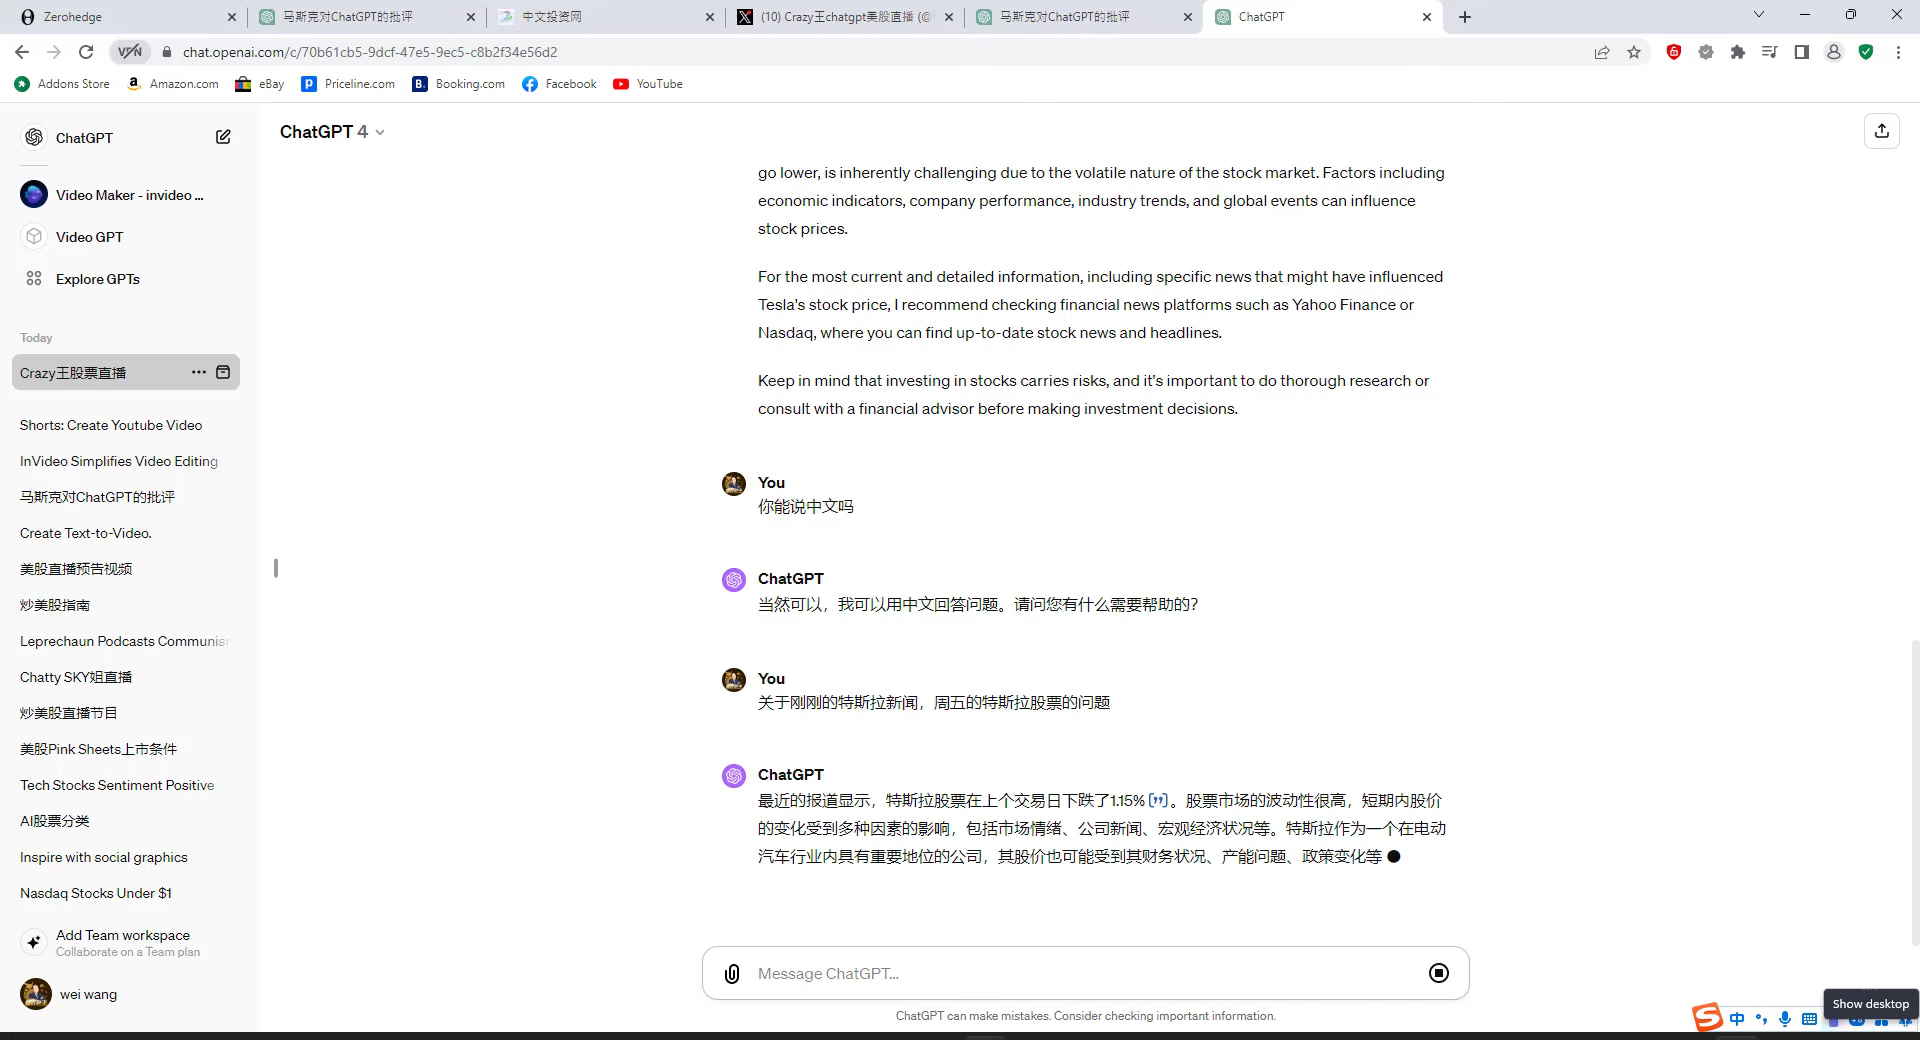 Zerohedge
马斯克对ChatGPT的批评
中文投资网
(10) Crazy王chatgpt美股直播 (@
马斯克对ChatGPT的批评
ChatGPT
VPN
chat.openai.com/c/70b61cb5-9dcf-47e5-9ec5-c8b2f34e56d2
Addons Store
Amazon.com
eBay
Priceline.com
Booking.com
Facebook
YouTube
ChatGPT
Video Maker - invideo ...
Video GPT
Explore GPTs
Today
Crazy王股票直播
Shorts: Create Youtube Video
InVideo Simplifies Video Editing
马斯克对ChatGPT的批评
Create Text-to-Video.
美股直播预告视频
炒美股指南
Leprechaun Podcasts Communis
Chatty SKY姐直播
炒美股直播节目
美股Pink Sheets上市条件
Tech Stocks Sentiment Positive
AI股票分类
Inspire with social graphics
Nasdaq Stocks Under $1
Add Team workspace
Collaborate on a Team plan
wei wang
ChatGPT 4
go lower, is inherently challenging due to the volatile nature of the stock market. Factors including
economic indicators, company performance, industry trends, and global events can influence
stock prices.
For the most current and detailed information, including specific news that might have influenced
Tesla's stock price, I recommend checking financial news platforms such as Yahoo Finance or
Nasdaq, where you can find up-to-date stock news and headlines.
Keep in mind that investing in stocks carries risks, and it's important to do thorough research or
consult with a financial advisor before making investment decisions.
You
你能说中文吗
ChatGPT
当然可以，我可以用中文回答问题。请问您有什么需要帮助的？
You
关于刚刚的特斯拉新闻，周五的特斯拉股票的问题
ChatGPT
最近的报道显示，特斯拉股票在上个交易日下跌了1.15% [”]。股票市场的波动性很高，短期内股价
的变化受到多种因素的影响，包括市场情绪、公司新闻、宏观经济状况等。特斯拉作为一个在电动
汽车行业内具有重要地位的公司，其股价也可能受到其财务状况、产能问题、政策变化等
Message ChatGPT...
ChatGPT can make mistakes. Consider checking important information.
Show desktop
中